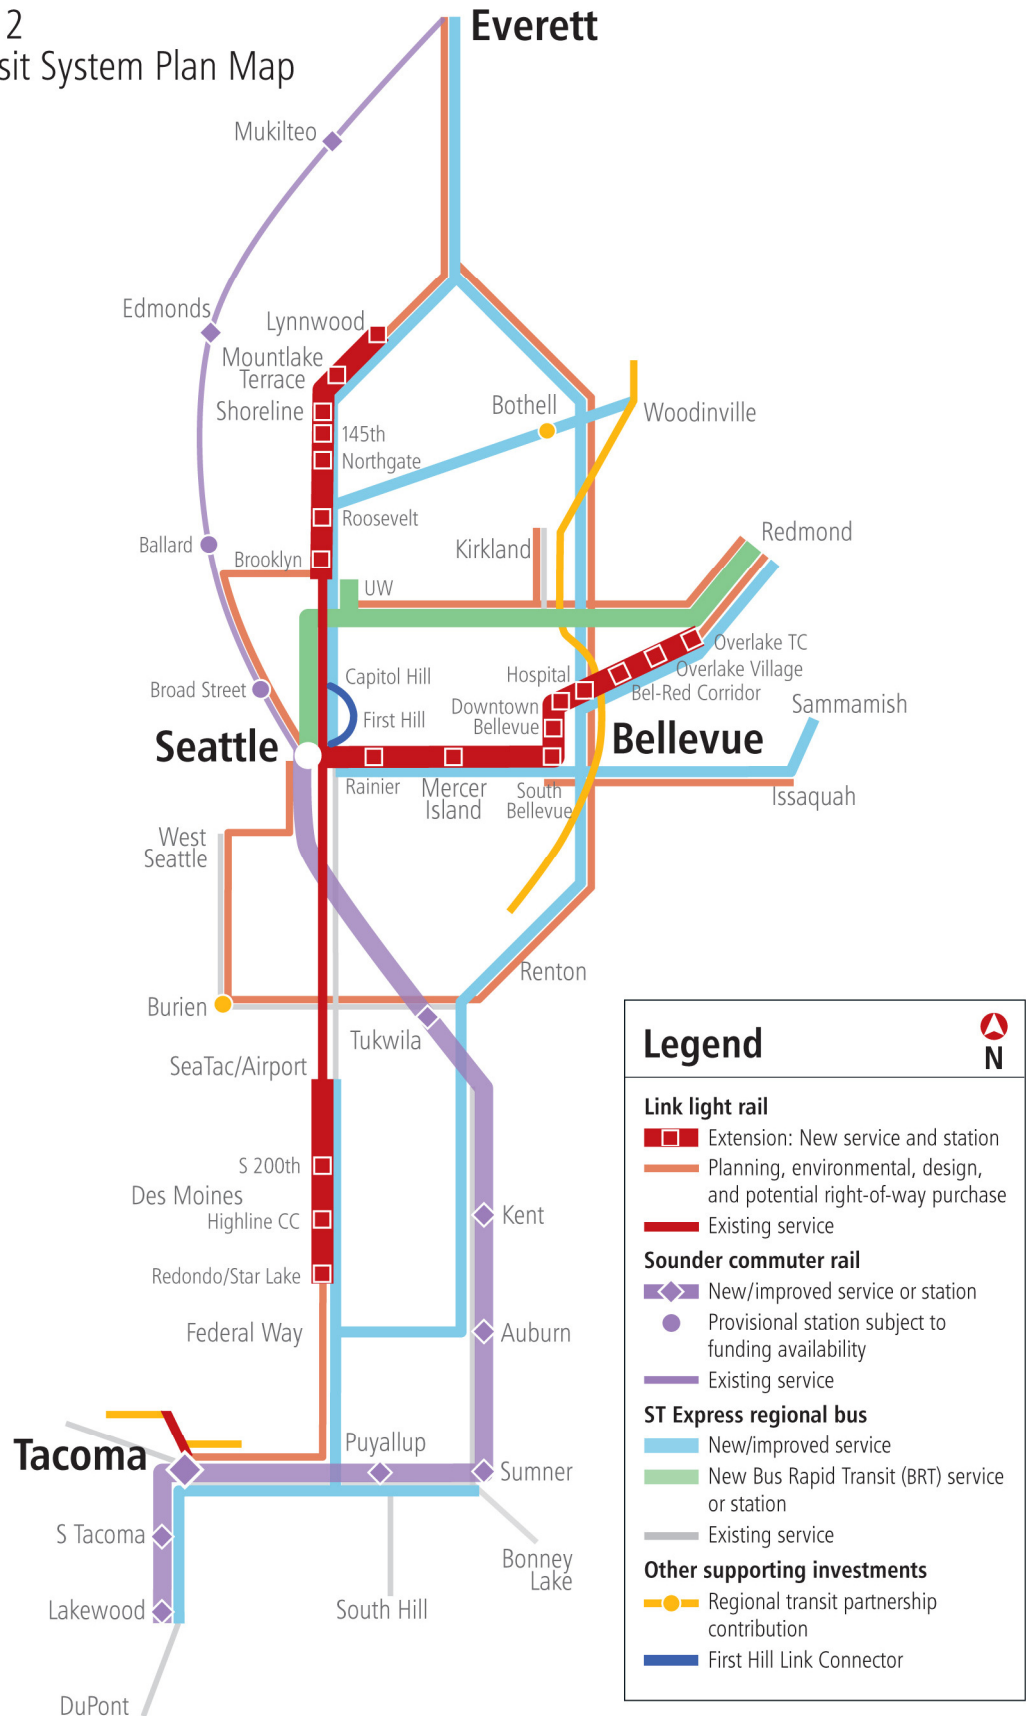 2
sit System Plan Map
Everett
Mukilteo
Edmonds
Lynnwood
Mountlake
Terrace
Shoreline
145th
Northgate
Bothell
Woodinville
Roosevelt
Ballard
Brooklyn
Kirkland
Redmond
UW
Overlake TC
Overlake Village
Bel-Red Corridor
Hospital
Capitol Hill
Broad Street
First Hill
Downtown
Bellevue
Sammamish
Seattle
Bellevue
Rainier
Mercer
Island
South
Bellevue
Issaquah
West
Seattle
Renton
Burien
Tukwila
SeaTac/Airport
S 200th
Des Moines
Highline CC
Kent
Redondo/Star Lake
Federal Way
Auburn
Tacoma
Puyallup
Sumner
S Tacoma
Bonney
Lake
Lakewood
South Hill
DuPont
Legend
N
Link light rail
Extension: New service and station
Planning, environmental, design,
and potential right-of-way purchase
Existing service
Sounder commuter rail
New/improved service or station
Provisional station subject to
funding availability
Existing service
ST Express regional bus
New/improved service
New Bus Rapid Transit (BRT) service
or station
Existing service
Other supporting investments
Regional transit partnership
contribution
First Hill Link Connector